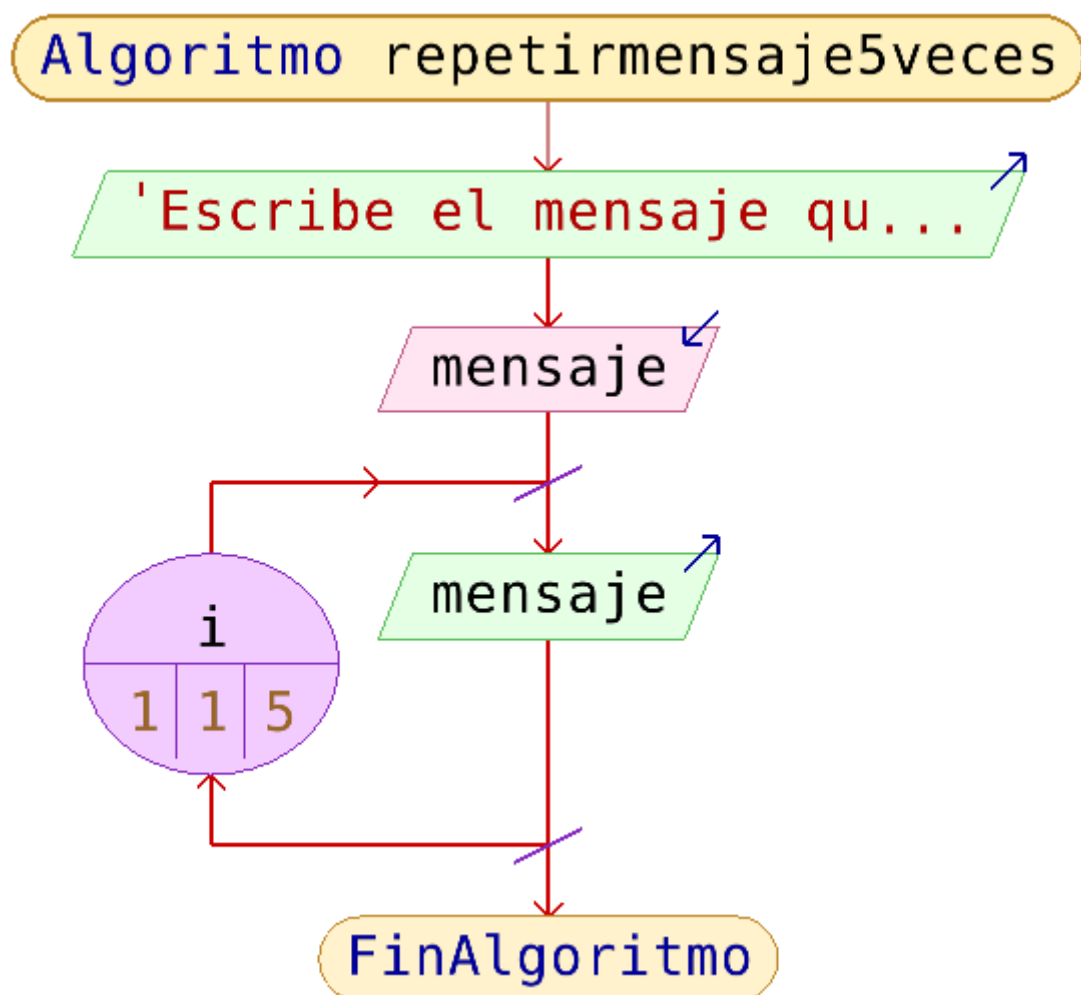 Algoritmo repetirmensaje5veces
'Escribe el mensaje qu...
mensaje
mensaje
i
1 1 5
FinAlgoritmo